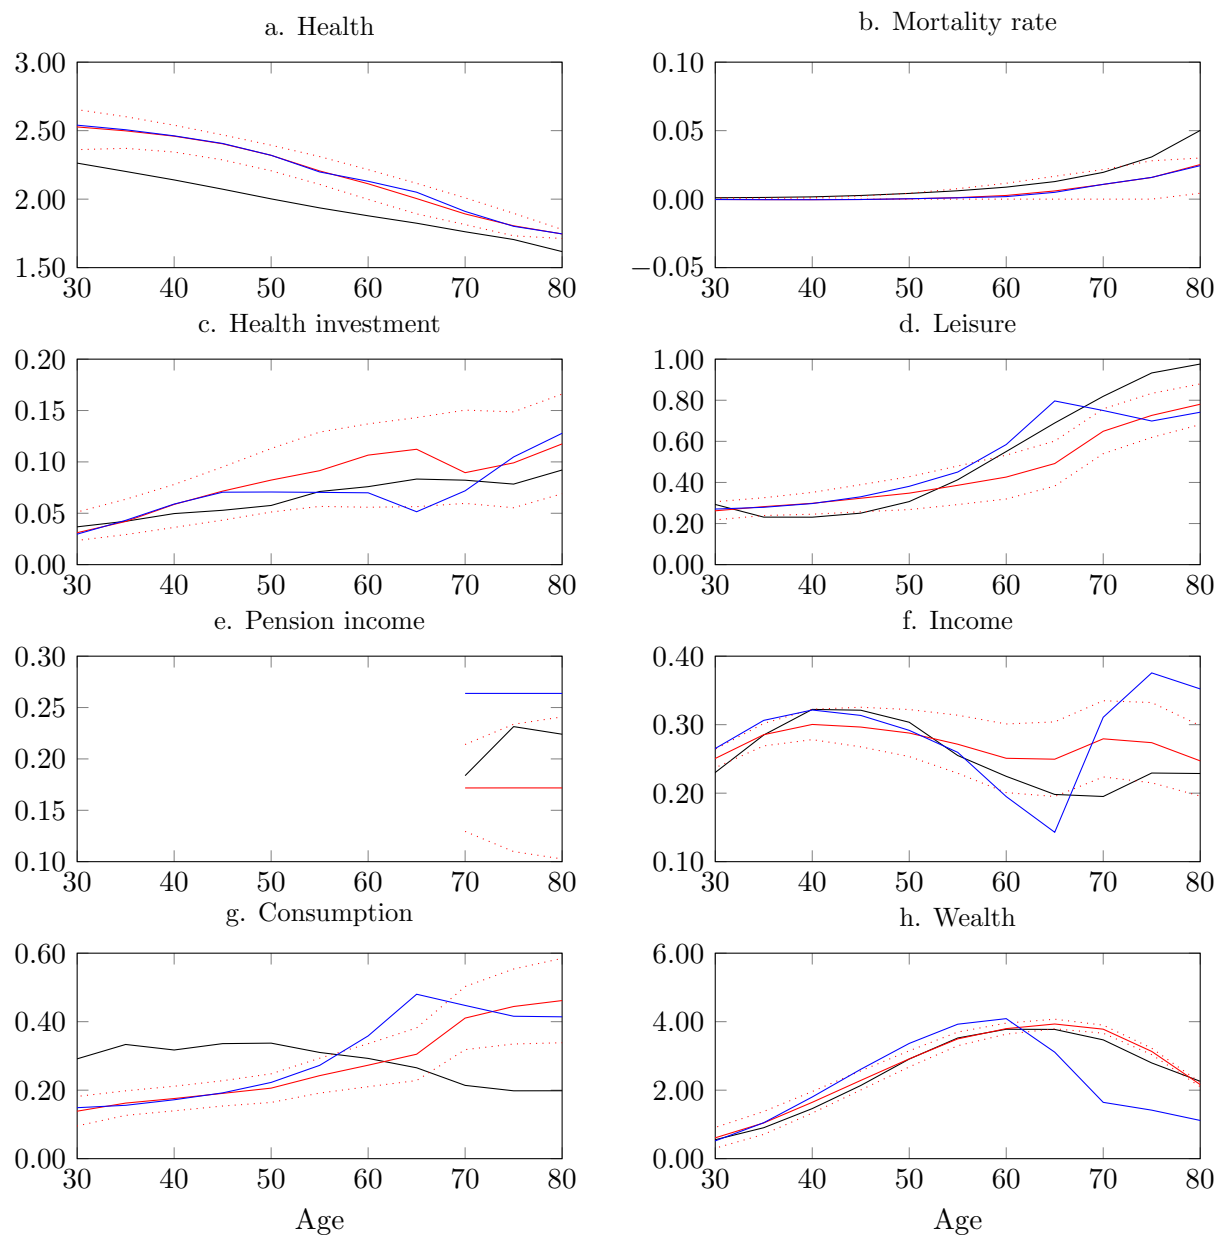 a. Health
3.00
2.50
2.00
1.50
30 40 50 60 70 80
b. Mortality rate
0.10
0.05
0.00
−0.05
30 40 50 60 70 80
c. Health investment
0.20
0.15
0.10
0.05
0.00
30 40 50 60 70 80
d. Leisure
1.00
0.80
0.60
0.40
0.20
0.00
30 40 50 60 70 80
e. Pension income
0.30
0.25
0.20
0.15
0.10
30 40 50 60 70 80
f. Income
0.40
0.30
0.20
0.10
30 40 50 60 70 80
g. Consumption
0.60
0.40
0.20
0.00
30 40 50 60 70 80
Age
h. Wealth
6.00
4.00
2.00
0.00
30 40 50 60 70 80
Age